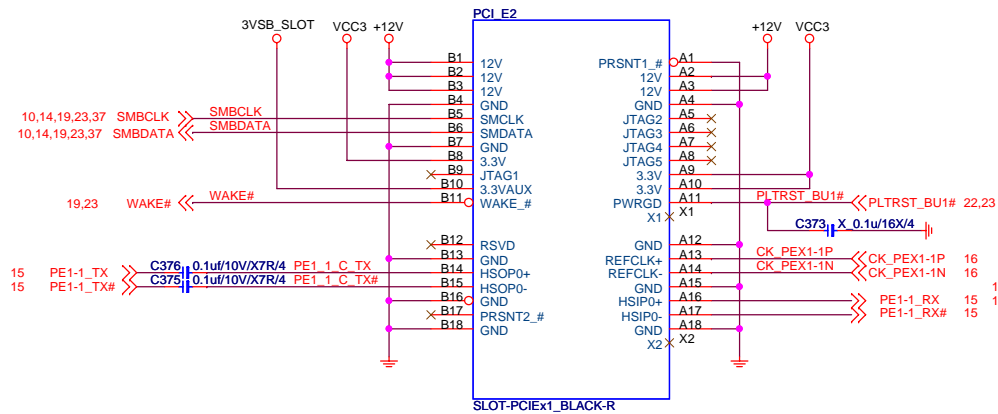 PCI_E2
3VSB_SLOT VCC3 +12V +12V VCC3
B1 12V PRSNT1_# A1
B2 12V 12V A2
B3 12V 12V A3
B4 GND GND A4
10,14,19,23,37 SMBCLK SMBCLK B5 SMCLK JTAG2 A5
10,14,19,23,37 SMBDATA SMBDATA B6 SMDATA JTAG3 A6
B7 GND JTAG4 A7
B8 3.3V JTAG5 A8
B9 JTAG1 3.3V A9
B10 3.3VAUX 3.3V A10
19,23 WAKE# WAKE# B11 WAKE_# PWRGD A11 PLTRST_BU1# 22,23
X1 X1
C373 X_0.1u/16X/4
B12 RSVD GND A12
B13 GND REFCLK+ A13 CK_PEX1-1P CK_PEX1-1P 16
15 PE1-1_TX C376 0.1uf/10V/X7R/4 PE1_1_C_TX B14 HSOP0+ REFCLK- A14 CK_PEX1-1N CK_PEX1-1N 16
15 PE1-1_TX# C375 0.1uf/10V/X7R/4 PE1_1_C_TX# B15 HSOP0- GND A15 1
B16 GND HSIP0+ A16 PE1-1_RX 15 1
B17 PRSNT2_# HSIP0- A17 PE1-1_RX# 15
B18 GND GND A18
X2 X2
SLOT-PCIEx1_BLACK-R